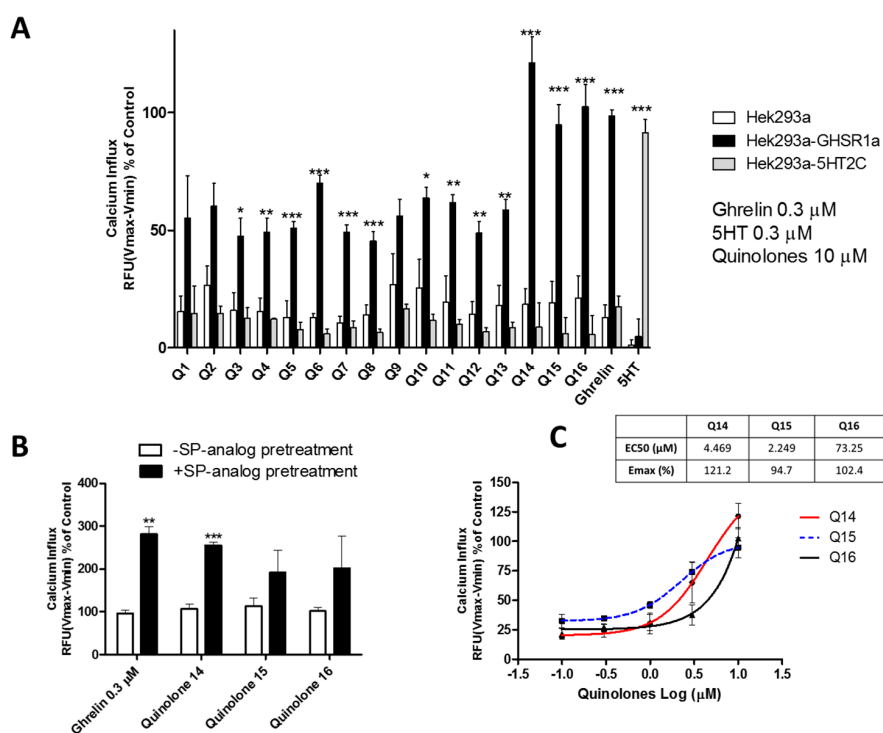 A
Calcium Influx
RFU(Vmax-Vmin) % of Control
100
50
0
*
**
***
***
***
***
*
**
**
**
***
***
***
***
***
Q1
Q2
Q3
Q4
Q5
Q6
Q7
Q8
Q9
Q10
Q11
Q12
Q13
Q14
Q15
Q16
Ghrelin
5HT
Hek293a
Hek293a-GHSR1a
Hek293a-5HT2C
Ghrelin 0.3 μM
5HT 0.3 μM
Quinolones 10 μM
B
-SP-analog pretreatment
+SP-analog pretreatment
Calcium Influx
RFU(Vmax-Vmin) % of Control
400
300
200
100
0
**
***
Ghrelin 0.3 μM
Quinolone 14
Quinolone 15
Quinolone 16
C
Q14 Q15 Q16
EC50 (μM) 4.469 2.249 73.25
Emax (%) 121.2 94.7 102.4
Calcium Influx
RFU(Vmax-Vmin) % of Control
150
125
100
75
50
25
0
-1.5 -1.0 -0.5 0.0 0.5 1.0 1.5
Quinolones Log (μM)
Q14
Q15
Q16